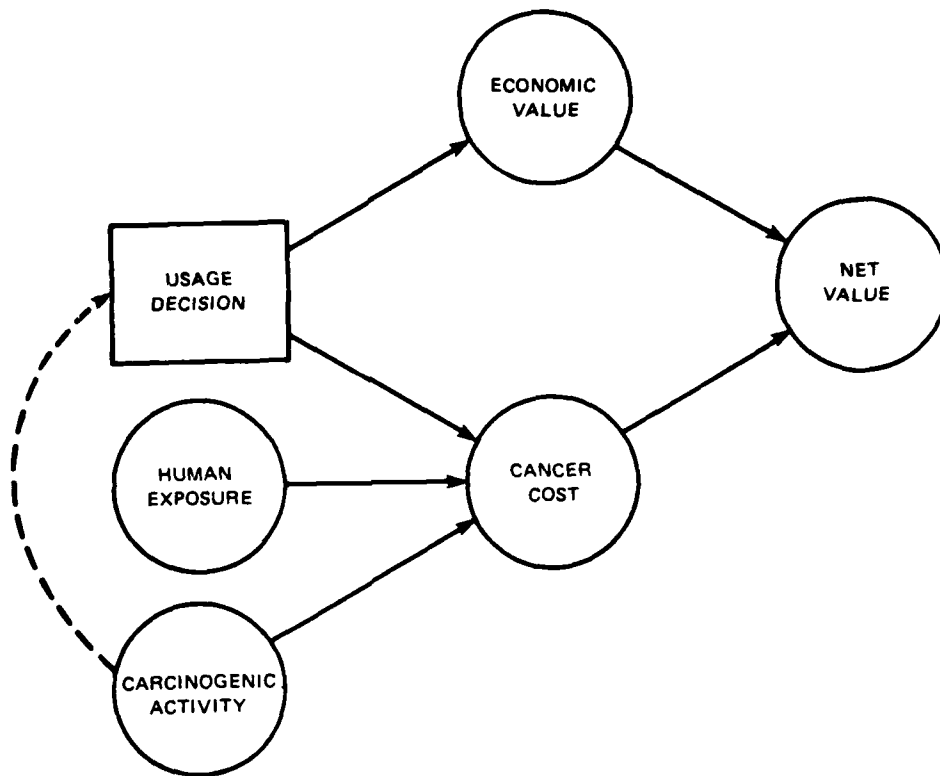 ECONOMIC
VALUE
USAGE
DECISION
NET
VALUE
HUMAN
EXPOSURE
CANCER
COST
CARCINOGENIC
ACTIVITY